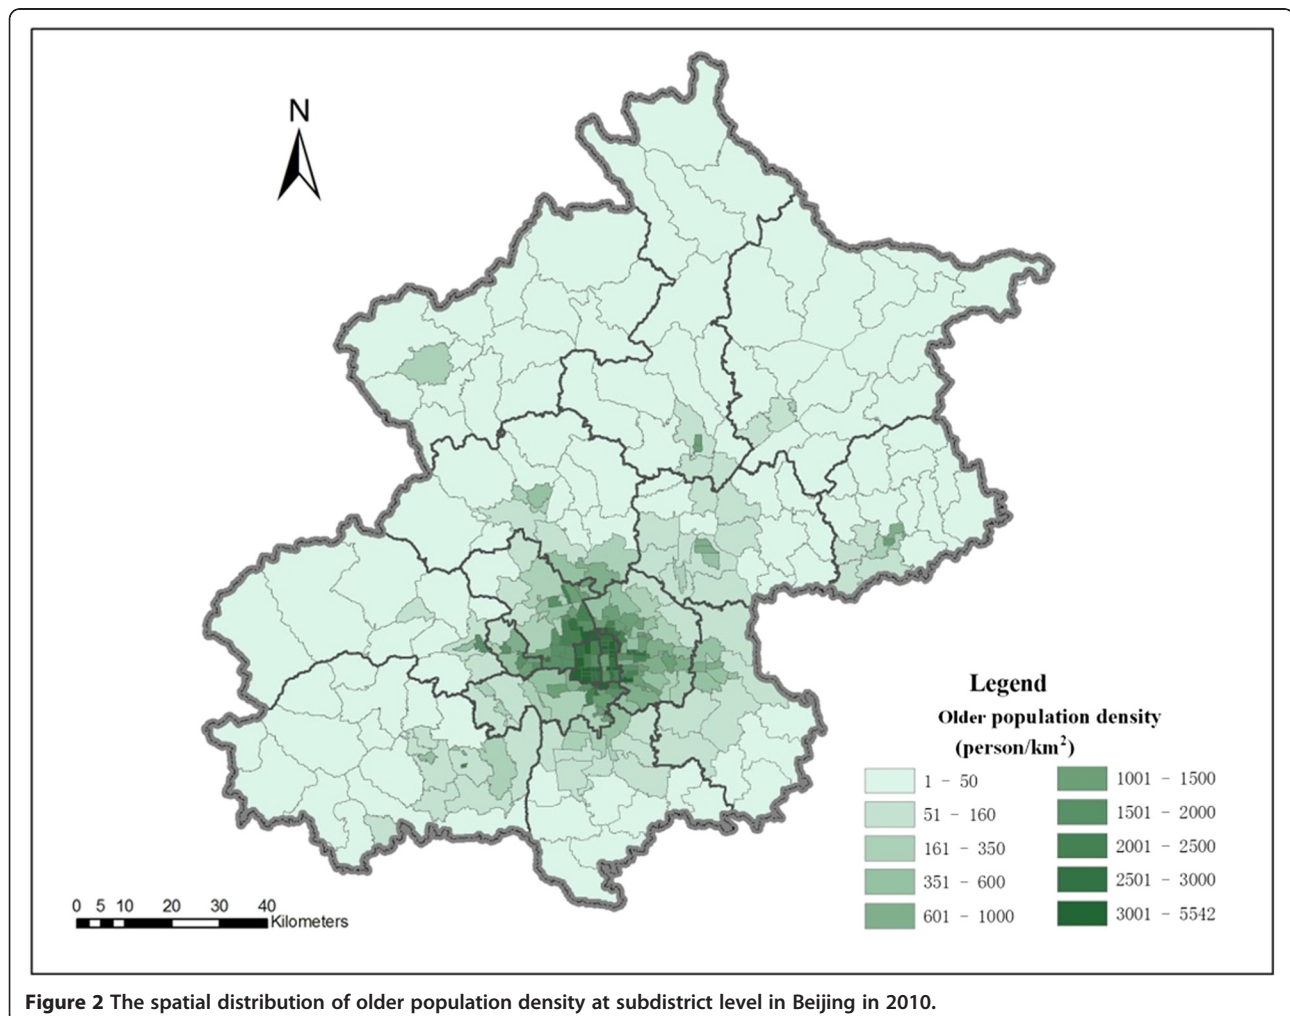 N
Legend
Older population density
(person/km²)
1 - 50
51 - 160
161 - 350
351 - 600
601 - 1000
1001 - 1500
1501 - 2000
2001 - 2500
2501 - 3000
3001 - 5542
0 5 10 20 30 40
Kilometers
Figure 2 The spatial distribution of older population density at subdistrict level in Beijing in 2010.